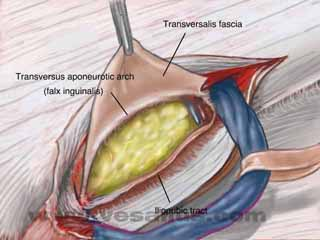 Transversalis fascia
Transversus aponeurotic arch
(falx inguinalis)
Iliopubic tract